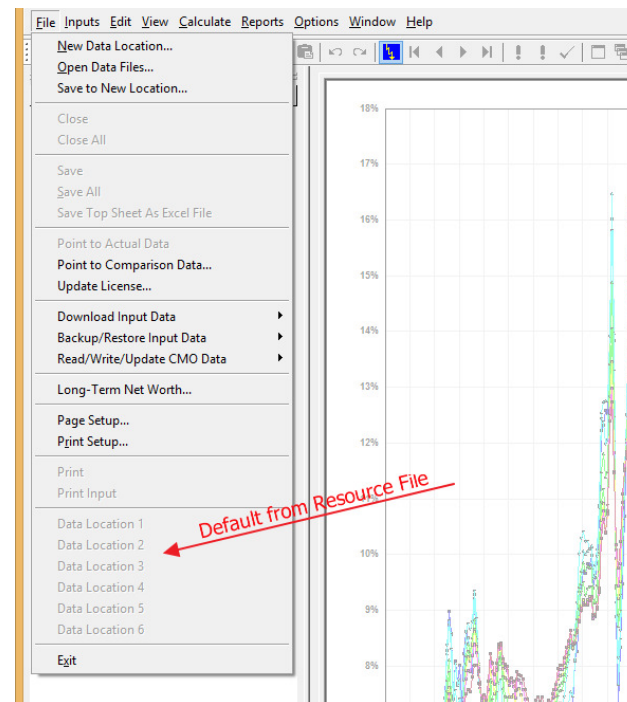 File Inputs Edit View Calculate Reports Options Window Help
New Data Location...
Open Data Files...
Save to New Location...
Close
Close All
Save
Save All
Save Top Sheet As Excel File
Point to Actual Data
Point to Comparison Data...
Update License...
Download Input Data
Backup/Restore Input Data
Read/Write/Update CMO Data
Long-Term Net Worth...
Page Setup...
Print Setup...
Print
Print Input
Data Location 1
Data Location 2
Data Location 3
Data Location 4
Data Location 5
Data Location 6
Exit
Default from Resource File
18%
17%
16%
15%
14%
13%
12%
10%
9%
8%